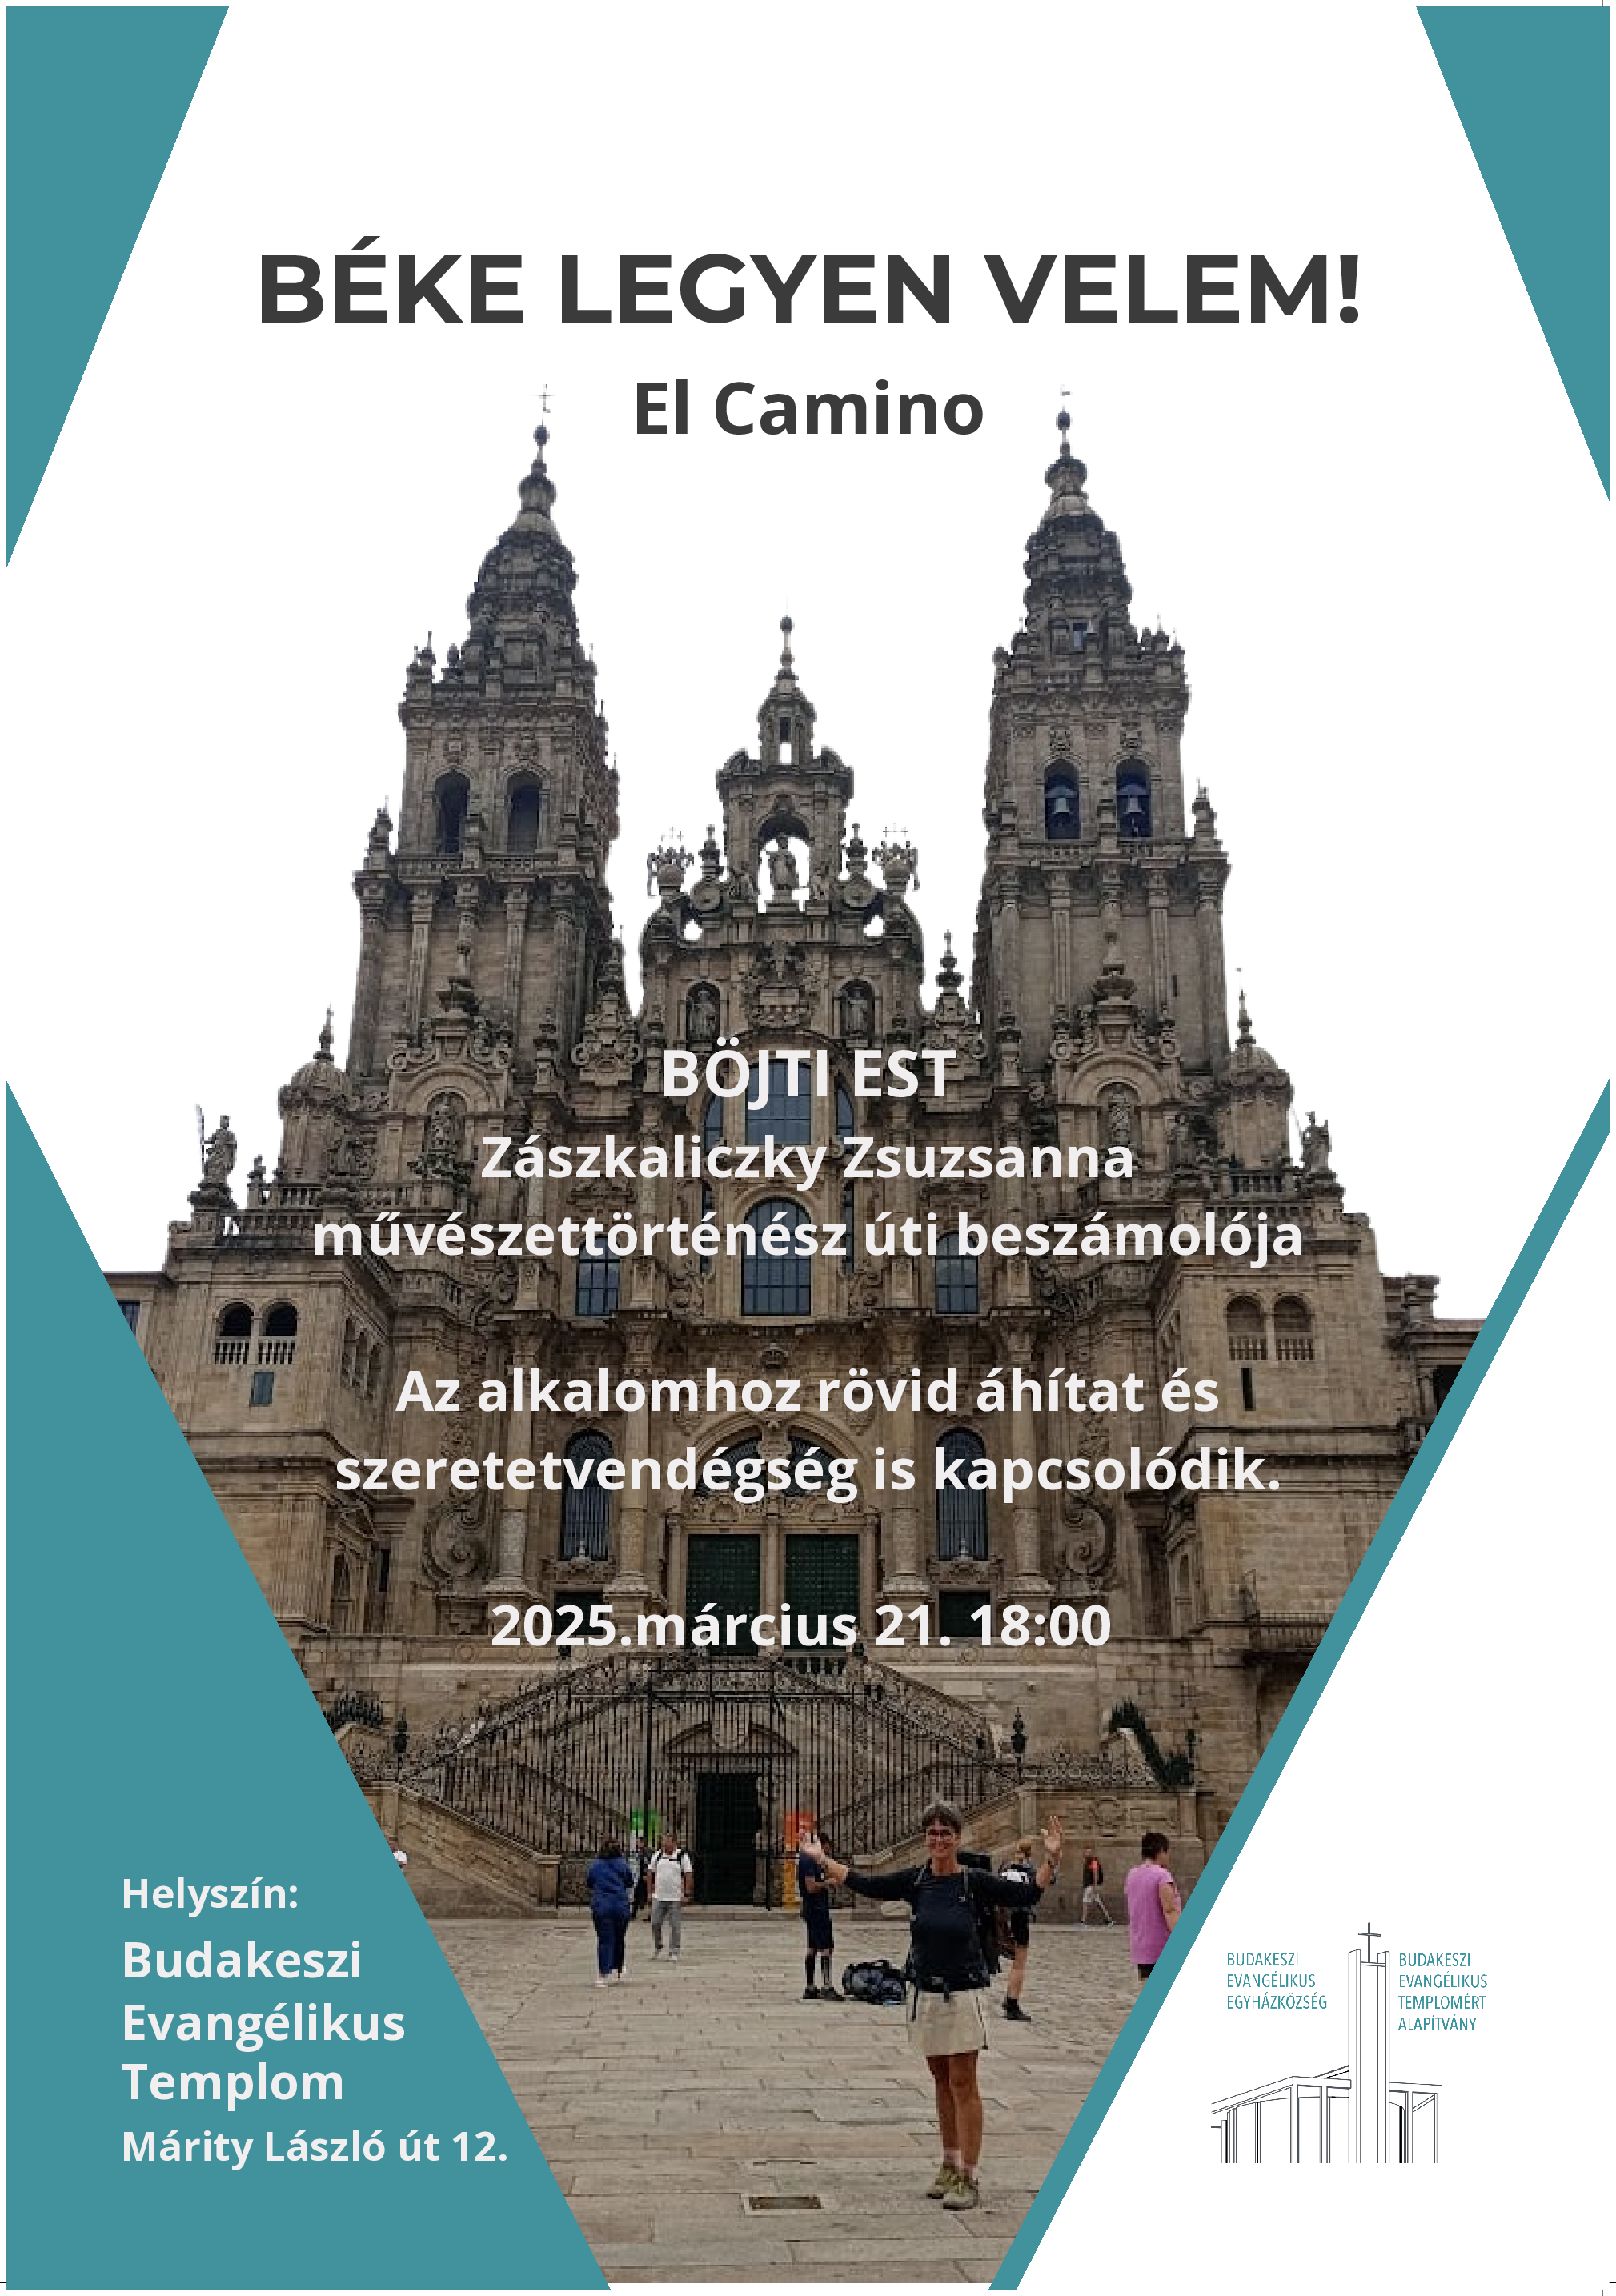 BÉKE LEGYEN VELEM!
El Camino
BÖJTI EST
Zászkaliczky Zsuzsanna
művészettörténész úti beszámolója
Az alkalomhoz rövid áhítat és
szeretetvendégség is kapcsolódik.
2025.március 21. 18:00
Helyszín:
Budakeszi
Evangélikus
Templom
Márity László út 12.
BUDAKESZI
EVANGÉLIKUS
EGYHÁZKÖZSÉG
BUDAKESZI
EVANGÉLIKUS
TEMPLOMÉRT
ALAPÍTVÁNY